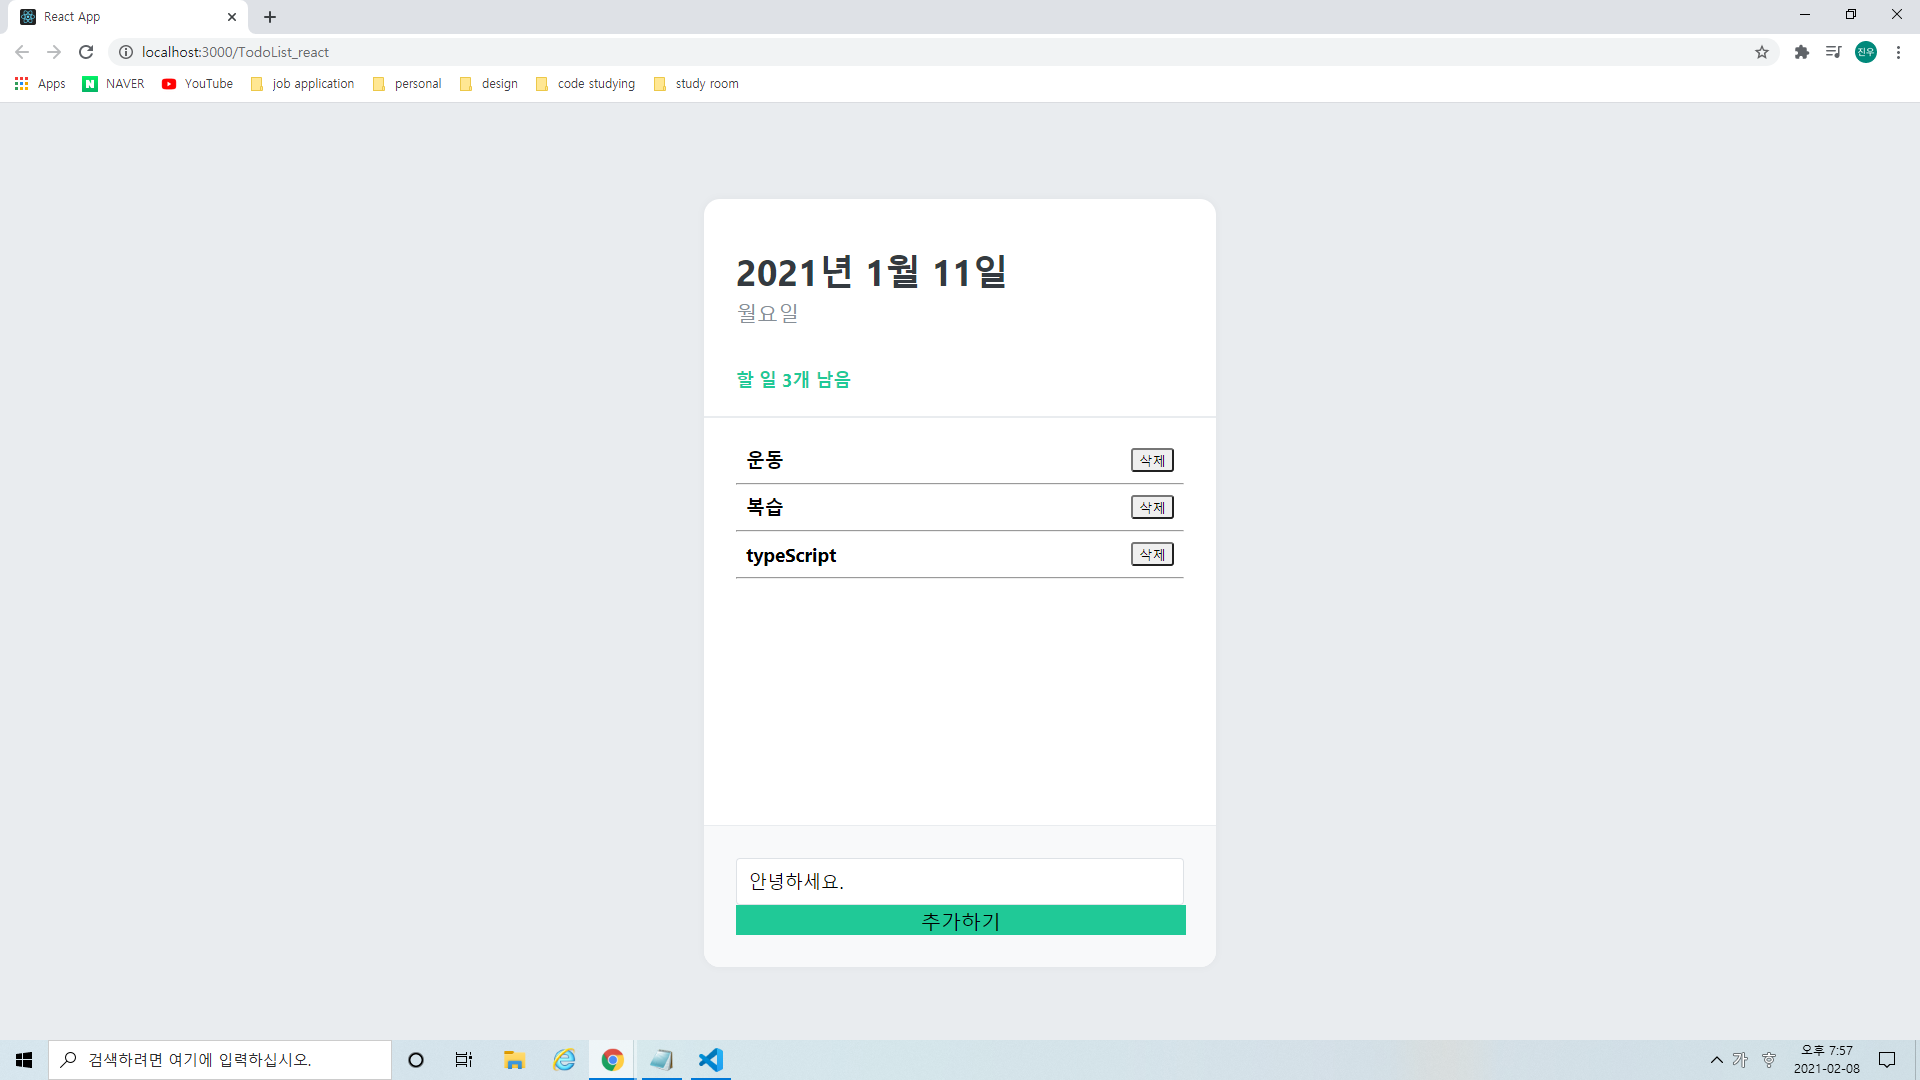 React App
localhost:3000/TodoList_react
진우
Apps NAVER YouTube job application personal design code studying study room
2021년 1월 11일
월요일
할 일 3개 남음
운동 삭제
복습 삭제
typeScript 삭제
안녕하세요.
추가하기
검색하려면 여기에 입력하십시오.
가
오후 7:57
2021-02-08